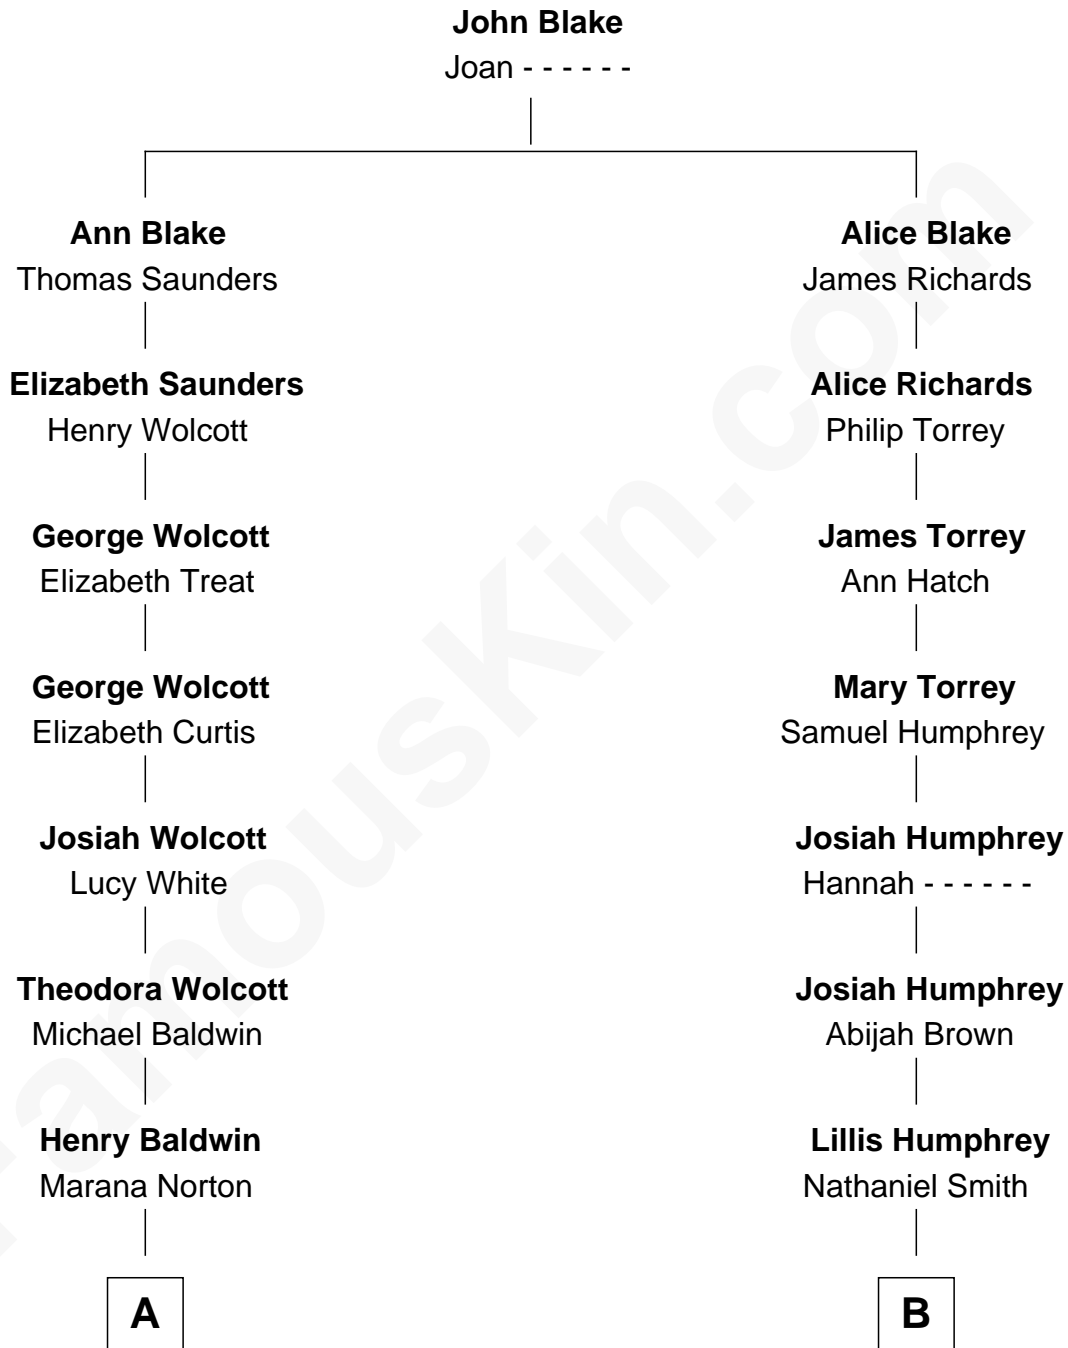 John Blake
Joan - - - - - -
Ann Blake
Thomas Saunders
Alice Blake
James Richards
Elizabeth Saunders
Henry Wolcott
Alice Richards
Philip Torrey
George Wolcott
Elizabeth Treat
James Torrey
Ann Hatch
George Wolcott
Elizabeth Curtis
Mary Torrey
Samuel Humphrey
Josiah Wolcott
Lucy White
Josiah Humphrey
Hannah - - - - - -
Theodora Wolcott
Michael Baldwin
Josiah Humphrey
Abijah Brown
Henry Baldwin
Marana Norton
Lillis Humphrey
Nathaniel Smith
A
B
FamousKin.com